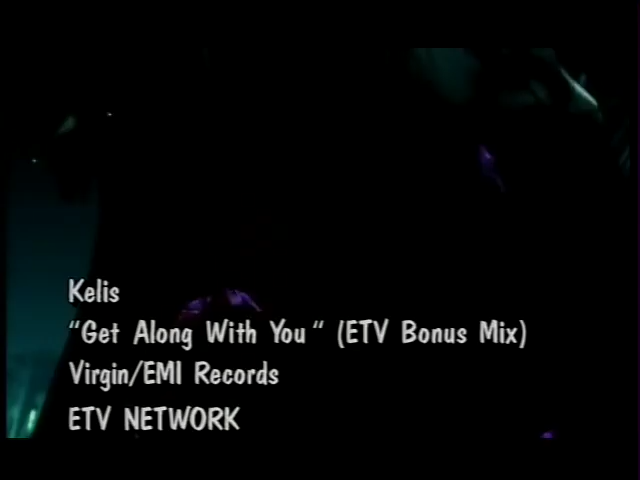 Kelis
“Get Along With You “ (ETV Bonus Mix)
Virgin/EMI Records
ETV NETWORK